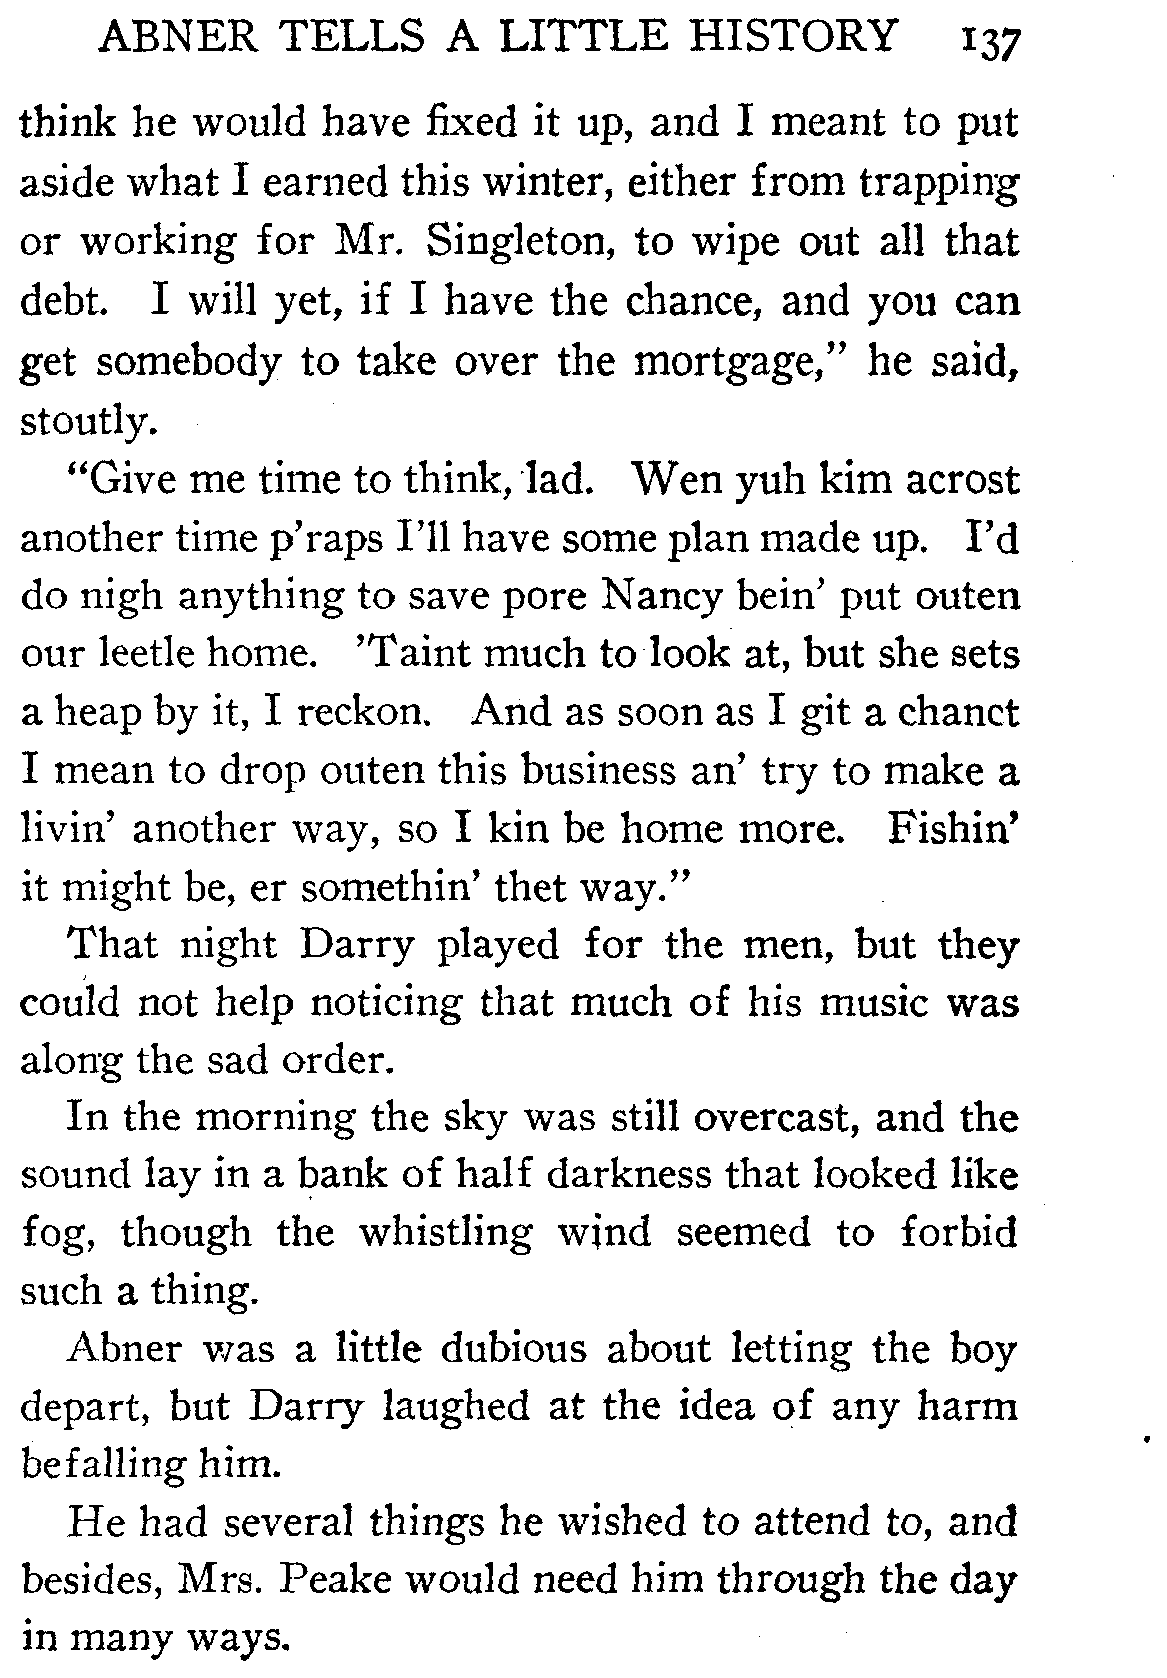 ABNER TELLS A LITTLE HISTORY 137
think he would have fixed it up, and I meant to put
aside what I earned this winter, either from trapping
or working for Mr. Singleton, to wipe out all that
debt. I will yet, if I have the chance, and you can
get somebody to take over the mortgage,” he said,
stoutly.
“Give me time to think, lad. Wen yuh kim acrost
another time p’raps I’ll have some plan made up. I’d
do nigh anything to save pore Nancy bein’ put outen
our leetle home. ’Taint much to look at, but she sets
a heap by it, I reckon. And as soon as I git a chanct
I mean to drop outen this business an’ try to make a
livin’ another way, so I kin be home more. Fishin’
it might be, er somethin’ thet way.”
That night Darry played for the men, but they
could not help noticing that much of his music was
along the sad order.
In the morning the sky was still overcast, and the
sound lay in a bank of half darkness that looked like
fog, though the whistling wind seemed to forbid
such a thing.
Abner was a little dubious about letting the boy
depart, but Darry laughed at the idea of any harm
befalling him.
He had several things he wished to attend to, and
besides, Mrs. Peake would need him through the day
in many ways.